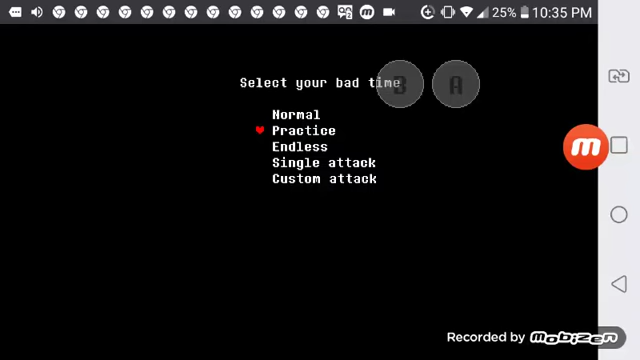 25% 10:35 PM
Select your bad time
B A
Normal
Practice
Endless
Single attack
Custom attack
Recorded by mobizen